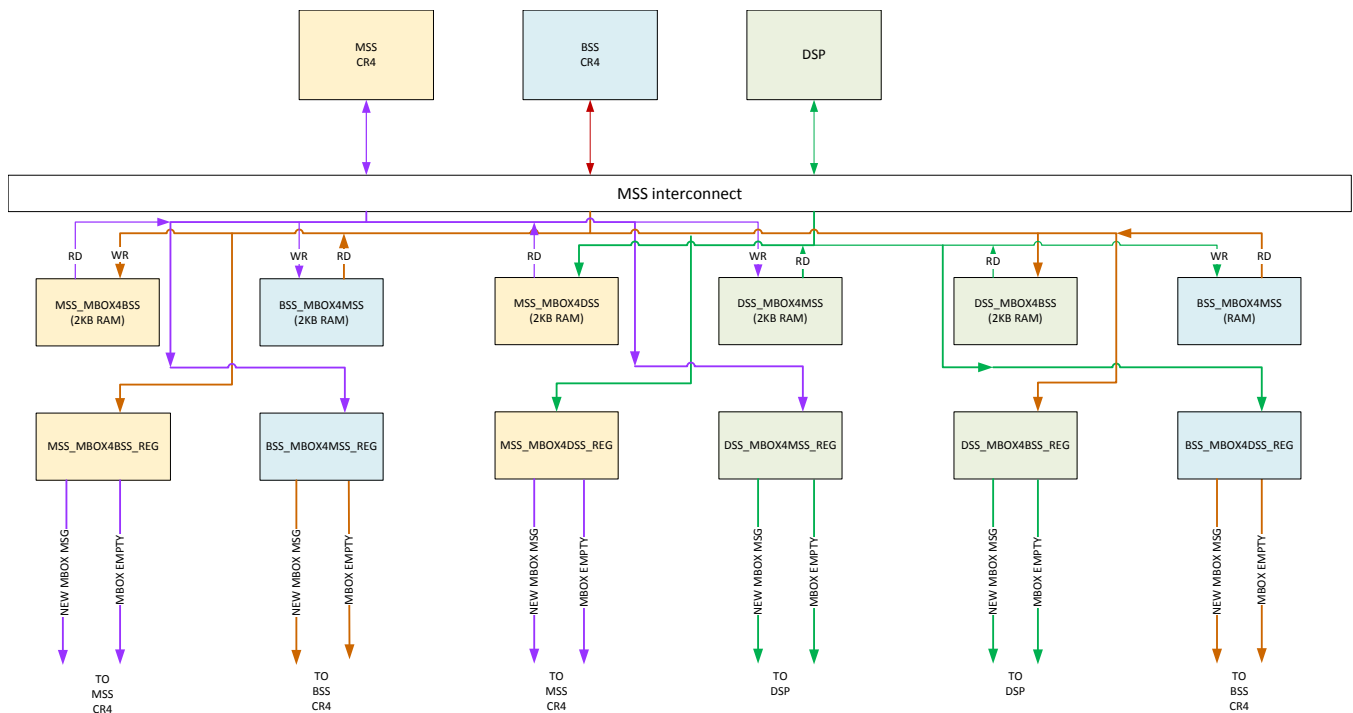 MSS
CR4
BSS
CR4
DSP
MSS interconnect
RD
WR
WR
RD
RD
WR
RD
RD
WR
RD
MSS_MBOX4BSS
(2KB RAM)
BSS_MBOX4MSS
(2KB RAM)
MSS_MBOX4DSS
(2KB RAM)
DSS_MBOX4MSS
(2KB RAM)
DSS_MBOX4BSS
(2KB RAM)
BSS_MBOX4MSS
(RAM)
MSS_MBOX4BSS_REG
BSS_MBOX4MSS_REG
MSS_MBOX4DSS_REG
DSS_MBOX4MSS_REG
DSS_MBOX4BSS_REG
BSS_MBOX4DSS_REG
NEW MBOX MSG
MBOX EMPTY
NEW MBOX MSG
MBOX EMPTY
NEW MBOX MSG
MBOX EMPTY
NEW MBOX MSG
MBOX EMPTY
NEW MBOX MSG
MBOX EMPTY
NEW MBOX MSG
MBOX EMPTY
TO
MSS
CR4
TO
BSS
CR4
TO
MSS
CR4
TO
DSP
TO
DSP
TO
BSS
CR4